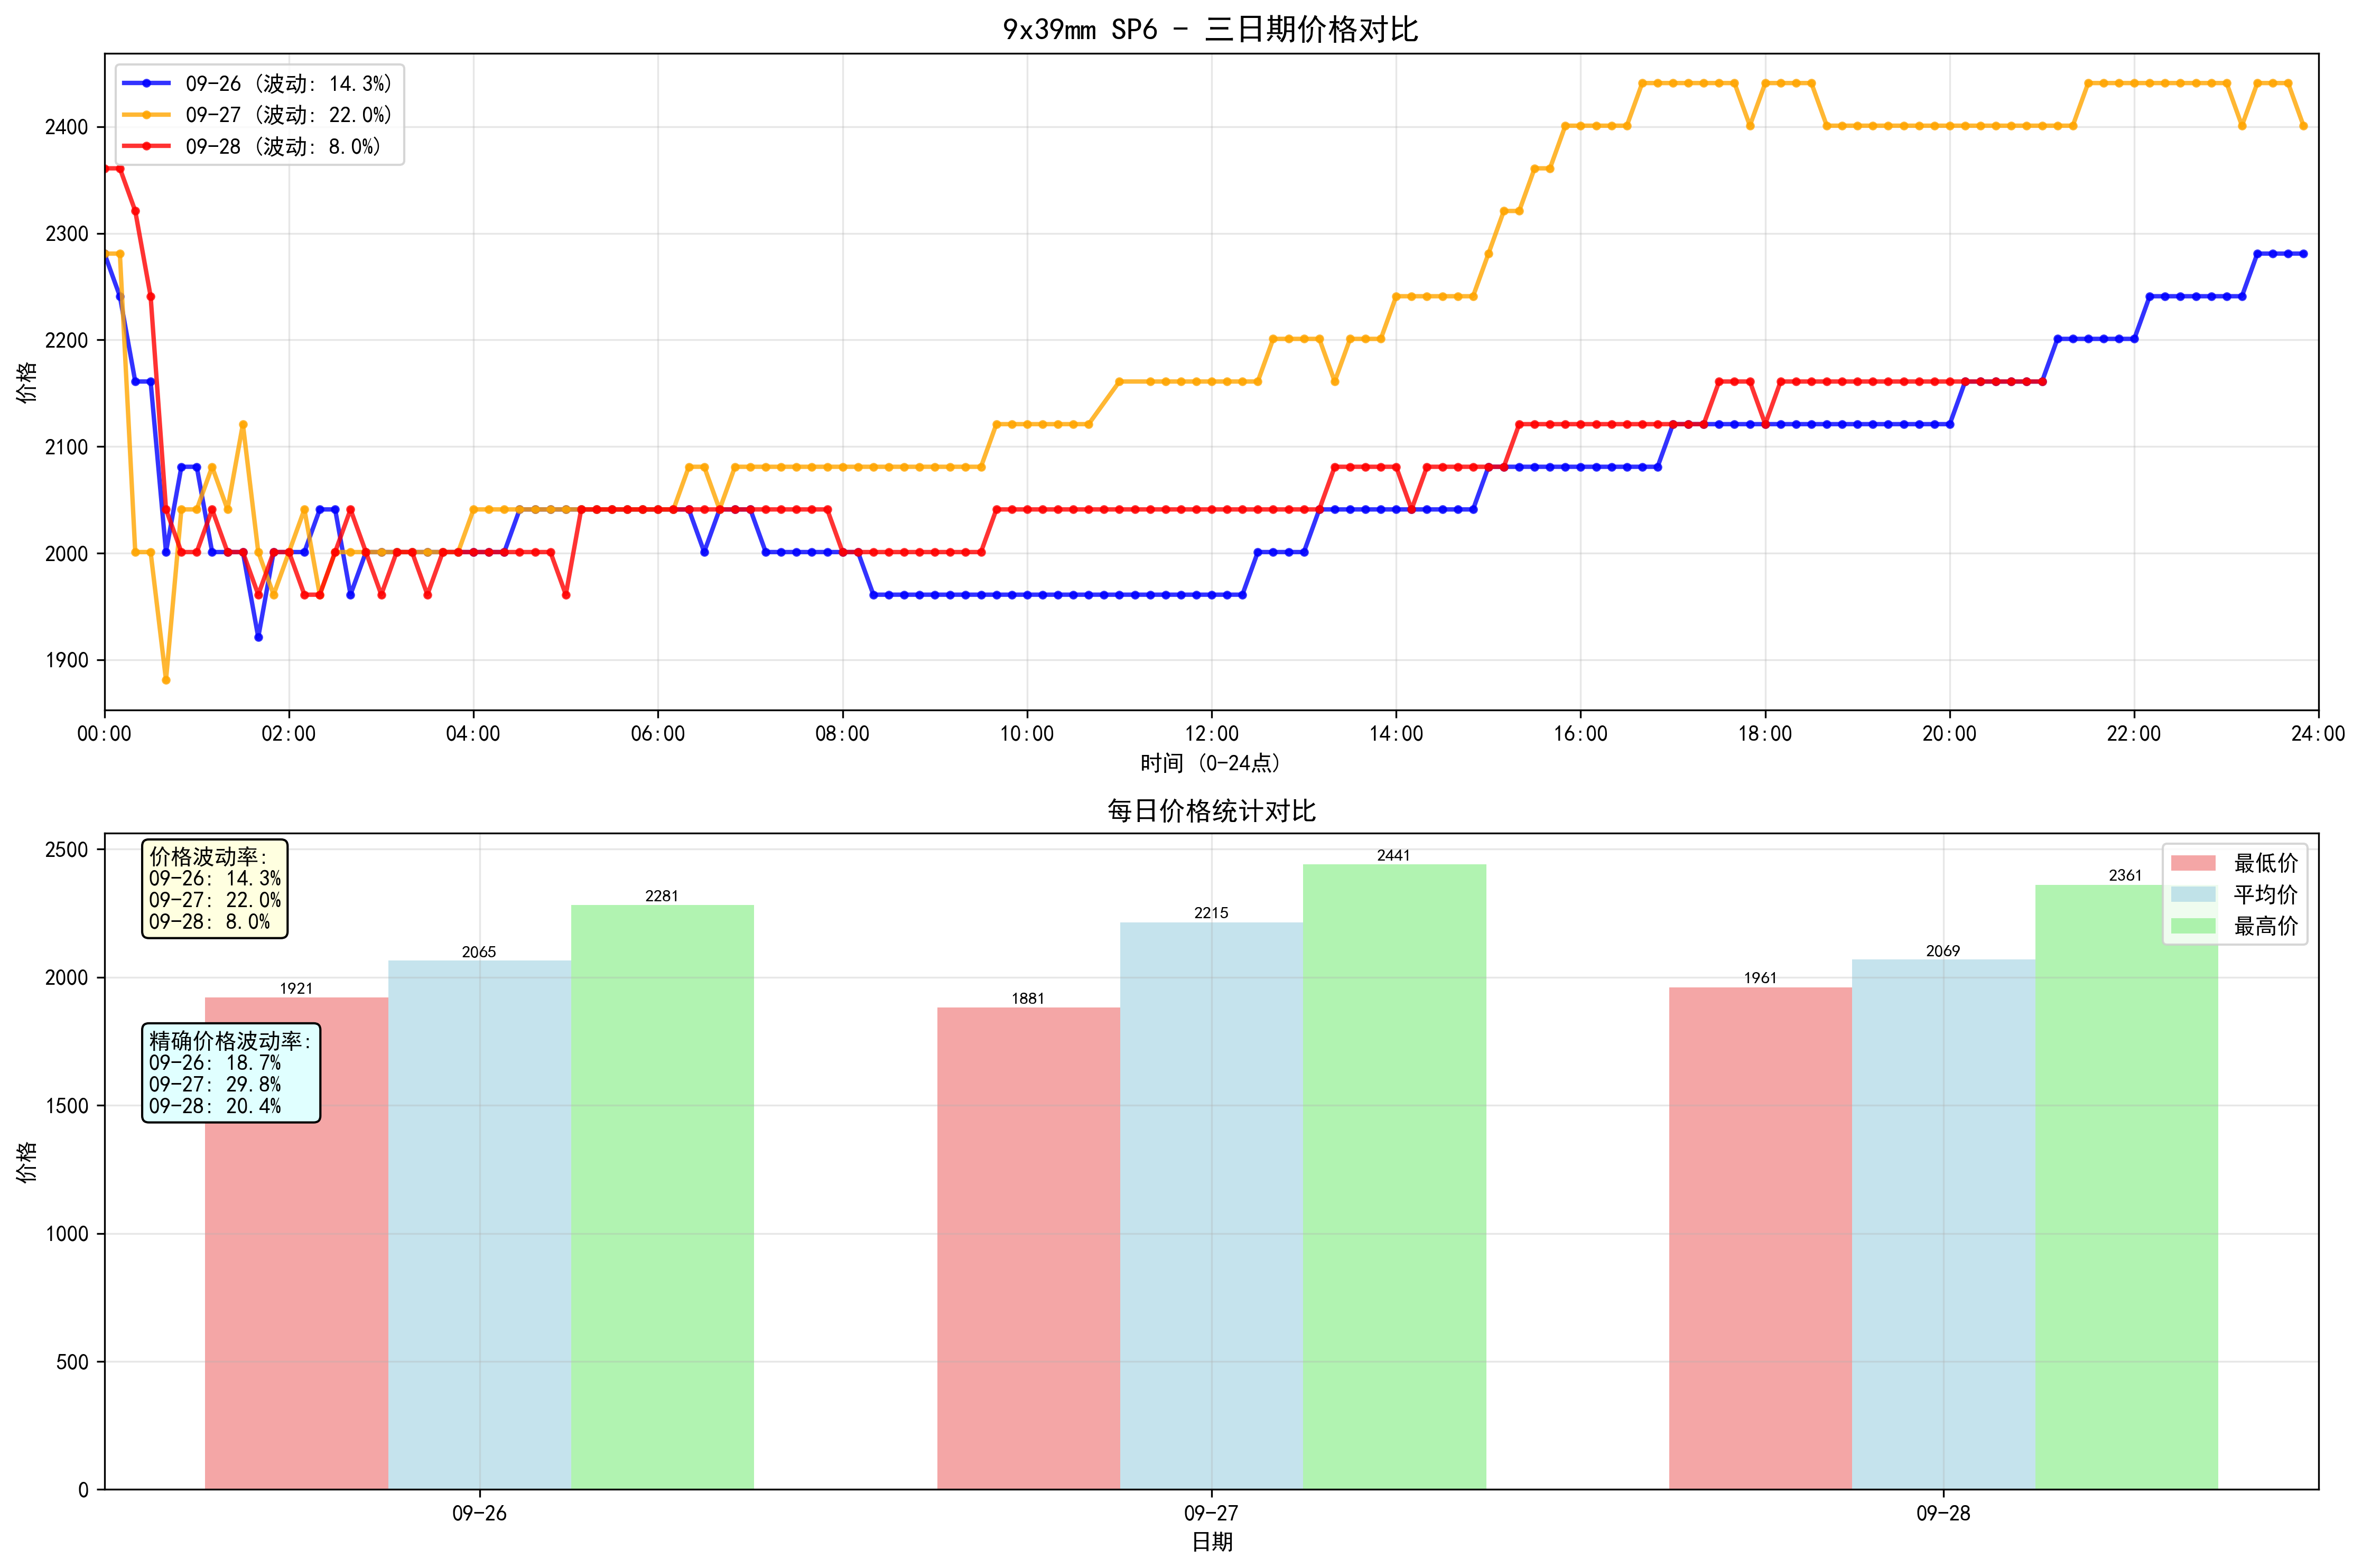 9x39mm SP6 - 三日期价格对比
09-26 (波动: 14.3%)
09-27 (波动: 22.0%)
09-28 (波动: 8.0%)
价格
2400
2300
2200
2100
2000
1900
00:00 02:00 04:00 06:00 08:00 10:00 12:00 14:00 16:00 18:00 20:00 22:00 24:00
时间 (0-24点)
每日价格统计对比
价格波动率:
09-26: 14.3%
09-27: 22.0%
09-28: 8.0%
精确价格波动率:
09-26: 18.7%
09-27: 29.8%
09-28: 20.4%
最低价
平均价
最高价
价格
2500
2000
1500
1000
500
0
1921 2065 2281 1881 2215 2441 1961 2069 2361
09-26 09-27 09-28
日期